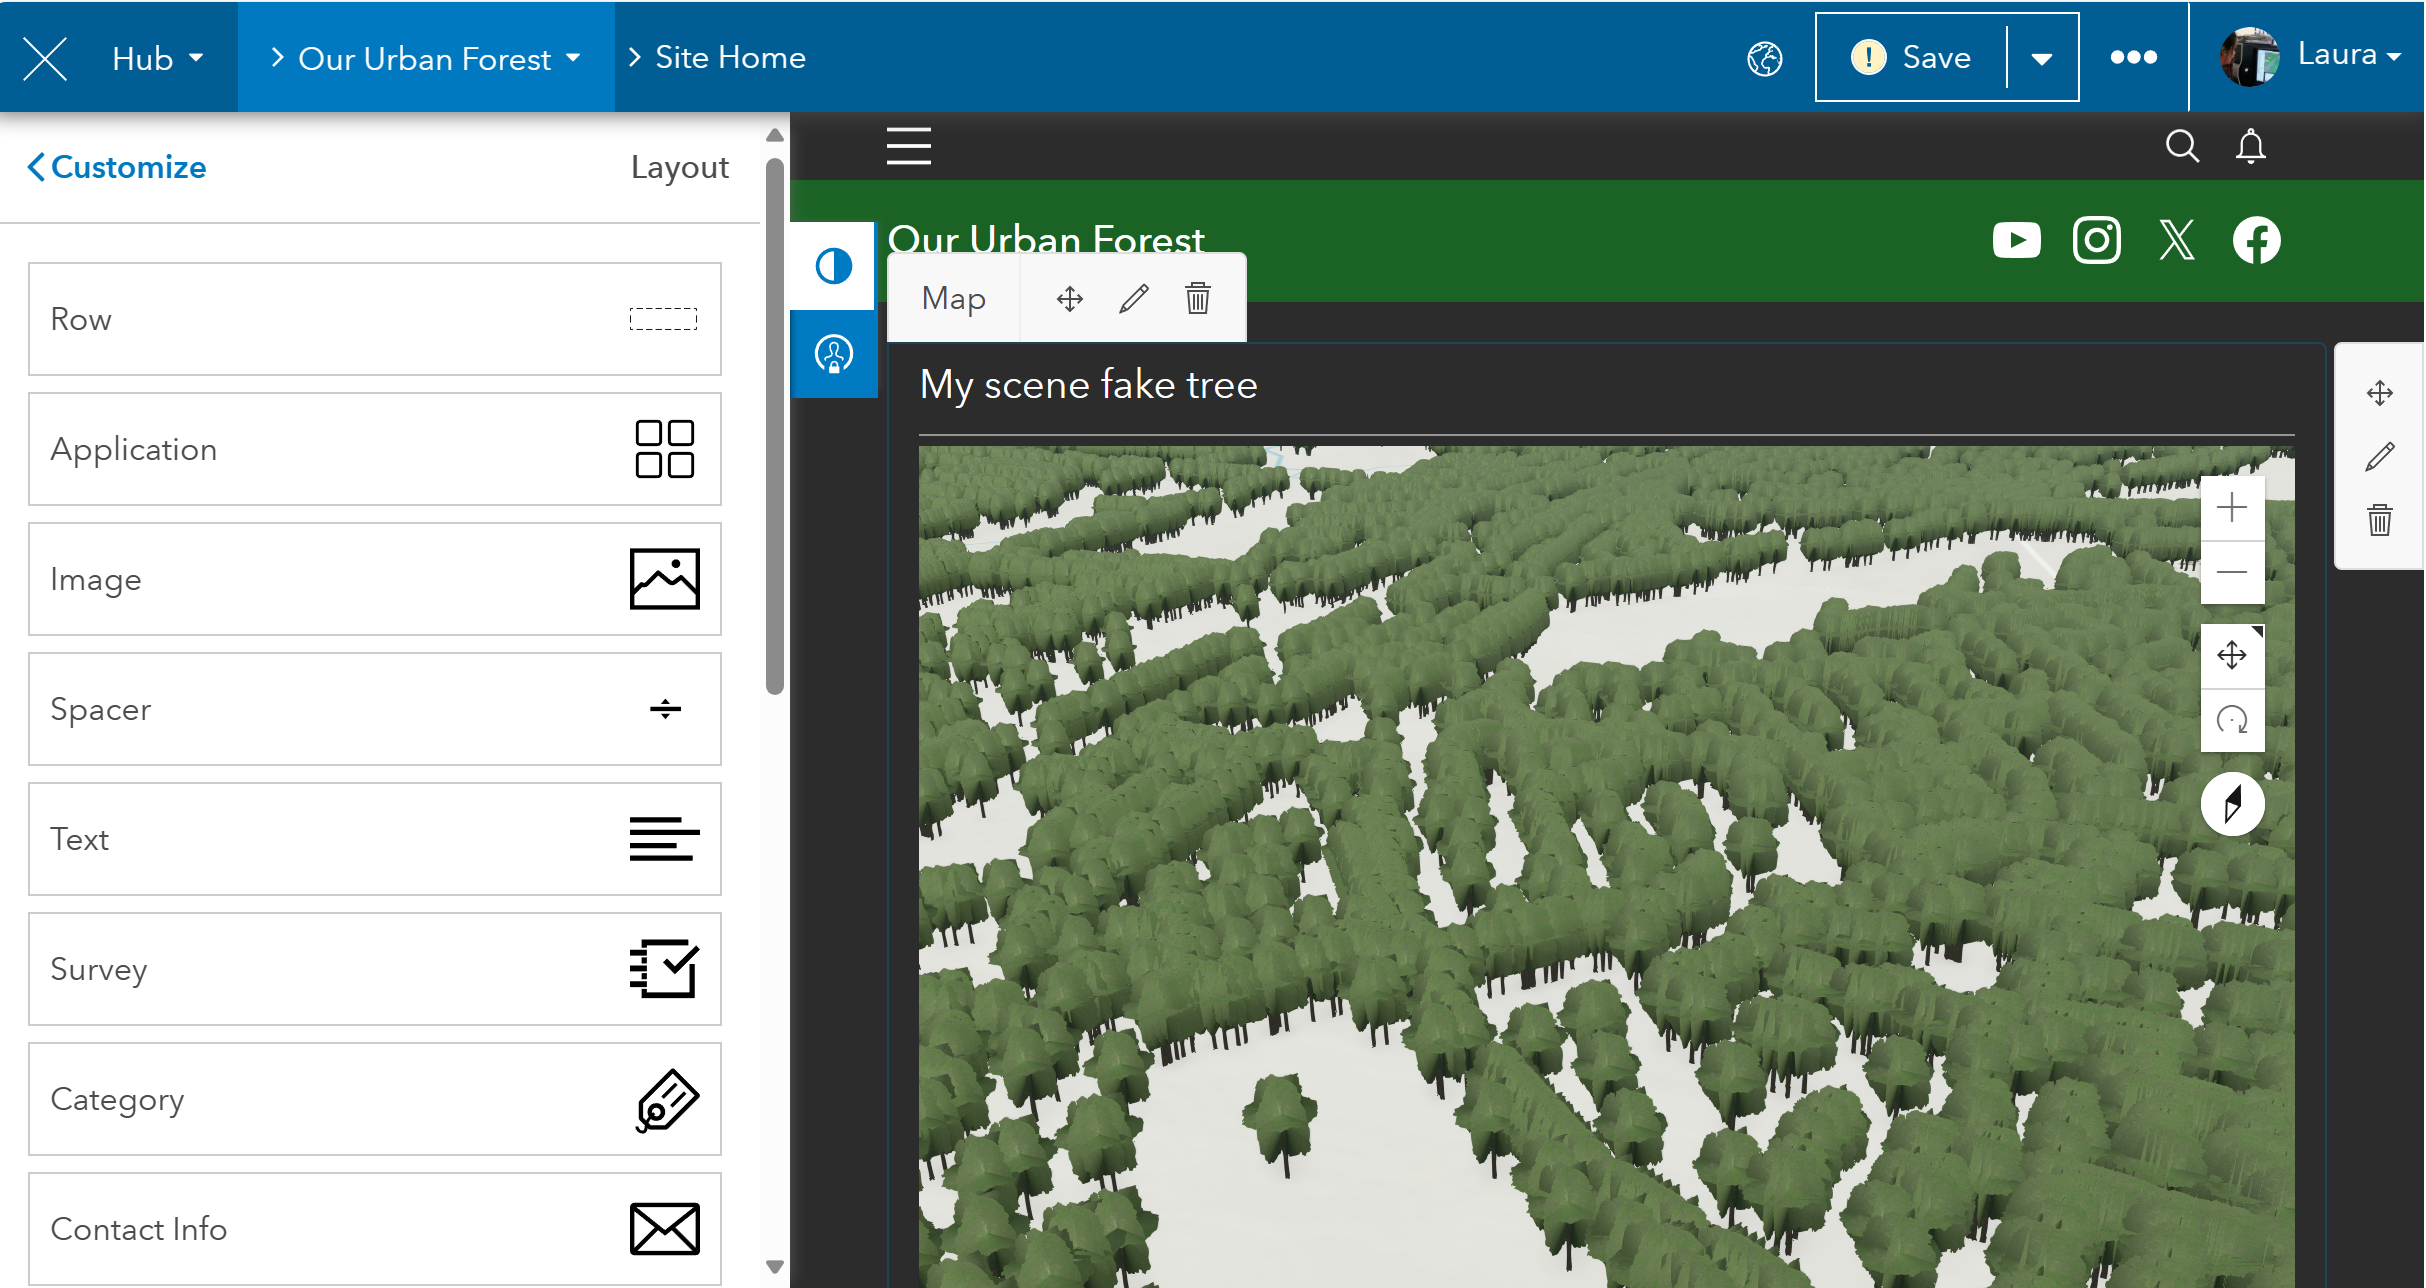 Hub
Our Urban Forest
Site Home
! Save
Laura
Customize
Layout
Our Urban Forest
Map
My scene fake tree
Row
Application
Image
Spacer
Text
Survey
Category
Contact Info